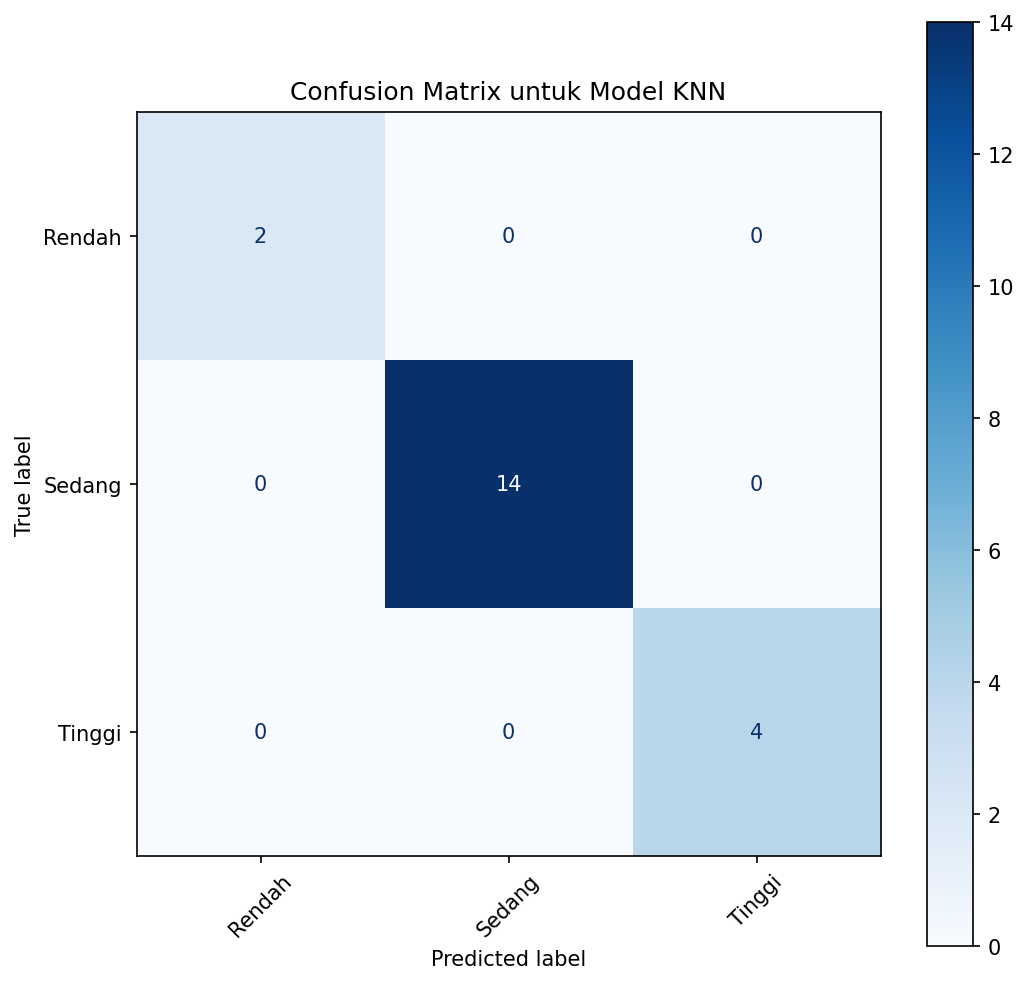 Confusion Matrix untuk Model KNN
True label
Rendah
2 0 0
Sedang
0 14 0
Tinggi
0 0 4
Rendah Sedang Tinggi
Predicted label
14
12
10
8
6
4
2
0